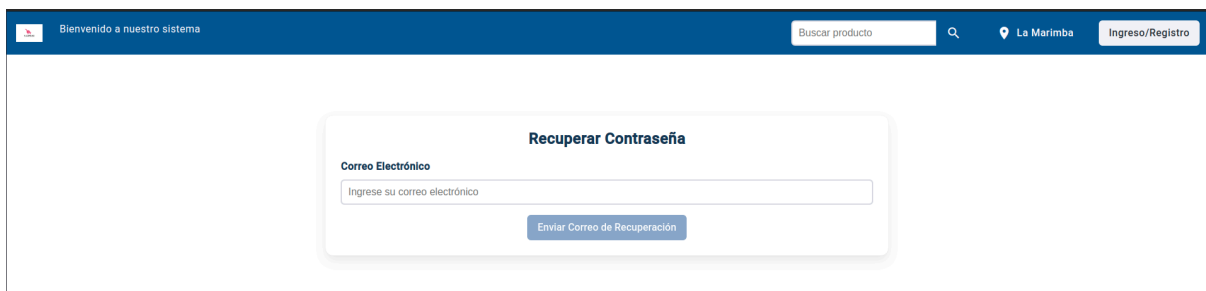 Bienvenido a nuestro sistema
Buscar producto
La Marimba
Ingreso/Registro
Recuperar Contraseña
Correo Electrónico
Ingrese su correo electrónico
Enviar Correo de Recuperación